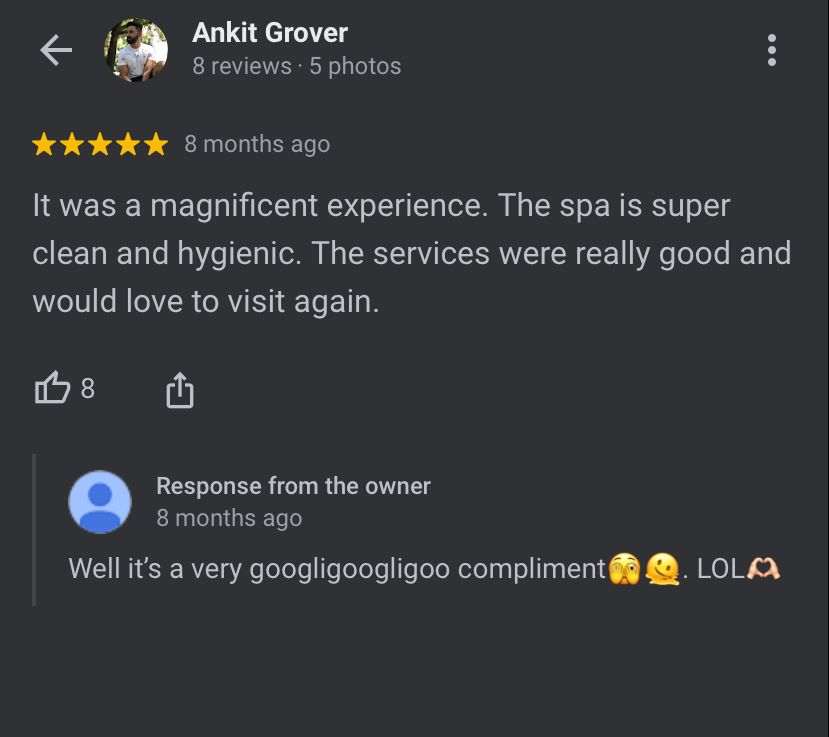 Ankit Grover
8 reviews · 5 photos
8 months ago
It was a magnificent experience. The spa is super
clean and hygienic. The services were really good and
would love to visit again.
8
Response from the owner
8 months ago
Well it’s a very googligoogligoo compliment🫣🫠. LOL🫶🏻